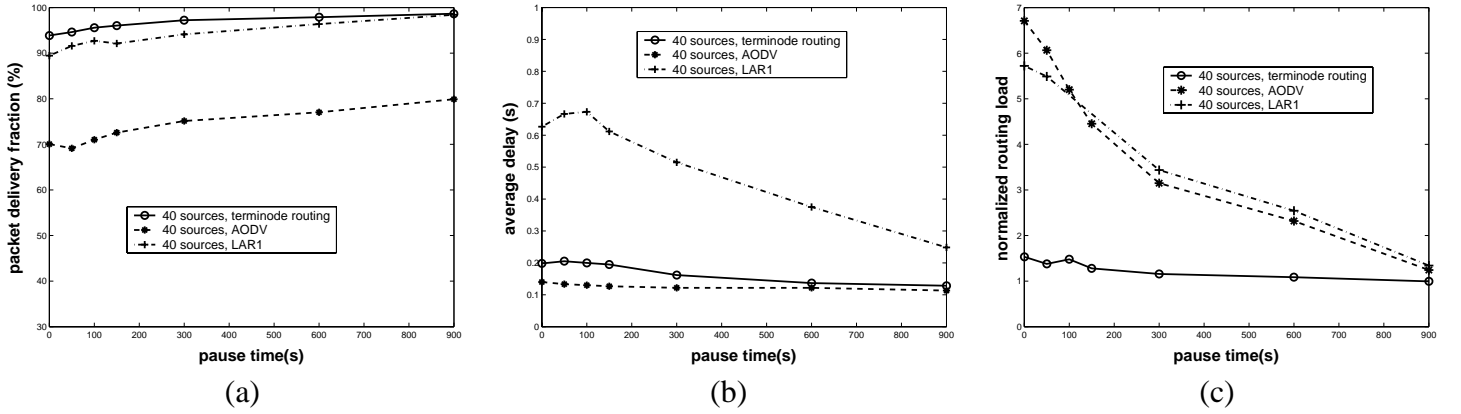 100
90
80
70
60
50
40
30
0 100 200 300 400 500 600 700 800 900
packet delivery fraction (%)
pause time(s)
40 sources, terminode routing
40 sources, AODV
40 sources, LAR1
(a)
1
0.9
0.8
0.7
0.6
0.5
0.4
0.3
0.2
0.1
0
0 100 200 300 400 500 600 700 800 900
average delay (s)
pause time(s)
40 sources, terminode routing
40 sources, AODV
40 sources, LAR1
(b)
7
6
5
4
3
2
1
0
0 100 200 300 400 500 600 700 800 900
normalized routing load
pause time(s)
40 sources, terminode routing
40 sources, AODV
40 sources, LAR1
(c)